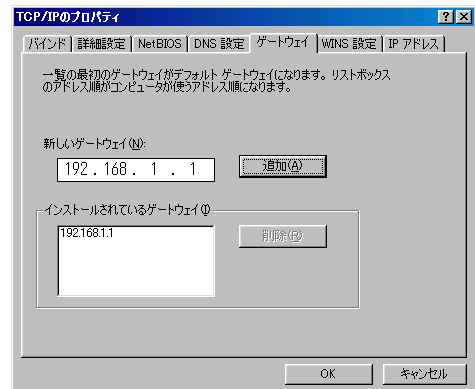 TCP/IPのプロパティ
バインド 詳細設定 NetBIOS DNS 設定 ゲートウェイ WINS 設定 IP アドレス
一覧の最初のゲートウェイがデフォルト ゲートウェイになります。リストボックス
のアドレス順がコンピュータが使うアドレス順になります。
新しいゲートウェイ(N):
192 . 168 . 1 . 1 追加(A)
インストールされているゲートウェイ(I)
192.168.1.1 削除(R)
OK キャンセル